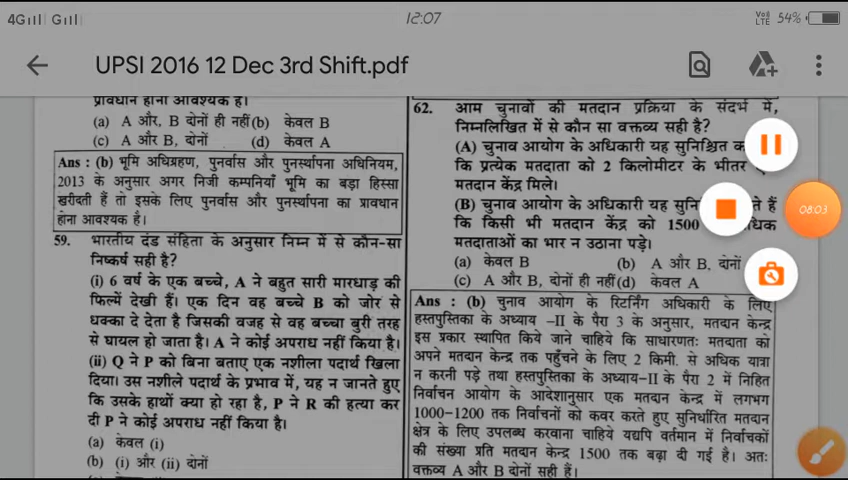 4G G 12:07 VoB LTE 54%
UPSI 2016 12 Dec 3rd Shift.pdf
प्रावधान होना आवश्यक है।
(a) A और, B दोनों ही नहीं (b) केवल B
(c) A और B, दोनों (d) केवल A
Ans : (b) भूमि अधिग्रहण, पुनर्वास और पुनर्स्थापना अधिनियम,
2013 के अनुसार अगर निजी कम्पनियाँ भूमि का बड़ा हिस्सा
खरीदती हैं तो इसके लिए पुनर्वास और पुनर्स्थापना का प्रावधान
होना आवश्यक है।
59. भारतीय दंड संहिता के अनुसार निम्न में से कौन-सा
निष्कर्ष सही है?
(i) 6 वर्ष के एक बच्चे, A ने बहुत सारी मारधाड़ की
फिल्में देखी हैं। एक दिन वह बच्चे B को जोर से
धक्का दे देता है जिसकी वजह से वह बच्चा बुरी तरह
से घायल हो जाता है। A ने कोई अपराध नहीं किया है।
(ii) Q ने P को बिना बताए एक नशीला पदार्थ खिला
दिया। उस नशीले पदार्थ के प्रभाव में, यह न जानते हुए
कि उसके हाथों क्या हो रहा है, P ने R की हत्या कर
दी P ने कोई अपराध नहीं किया है।
(a) केवल (i)
(b) (i) और (ii) दोनों
62. आम चुनावों की मतदान प्रक्रिया के संदर्भ में,
निम्नलिखित में से कौन सा वक्तव्य सही है?
(A) चुनाव आयोग के अधिकारी यह सुनिश्चित क
कि प्रत्येक मतदाता को 2 किलोमीटर के भीतर
मतदान केंद्र मिले।
(B) चुनाव आयोग के अधिकारी यह सुनि ते हैं
कि किसी भी मतदान केंद्र को 1500 धिक
मतदाताओं का भार न उठाना पड़े।
(a) केवल B (b) A और B, दोनों
(c) A और B, दोनों ही नहीं (d) केवल A
Ans : (b) चुनाव आयोग के रिटर्निंग अधिकारी के लिए
हस्तपुस्तिका के अध्याय –II के पैरा 3 के अनुसार, मतदान केन्द्र
इस प्रकार स्थापित किये जाने चाहिये कि साधारणतः मतदाता को
अपने मतदान केन्द्र तक पहुँचने के लिए 2 किमी. से अधिक यात्रा
न करनी पड़े तथा हस्तपुस्तिका के अध्याय–II के पैरा 2 में निहित
निर्वाचन आयोग के आदेशानुसार एक मतदान केन्द्र में लगभग
1000–1200 तक निर्वाचनों को कवर करते हुए सुनिर्धारित मतदान
क्षेत्र के लिए उपलब्ध करवाना चाहिये यद्यपि वर्तमान में निर्वाचकों
की संख्या प्रति मतदान केन्द्र 1500 तक बढ़ा दी गई है। अतः
वक्तव्य A और B दोनों सही हैं।
08:03